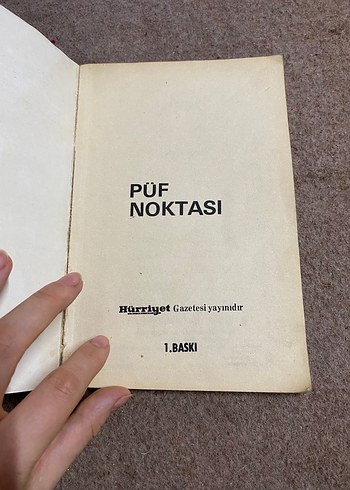 PÜF
NOKTASI
Hürriyet Gazetesi yayınıdır
1.BASKI